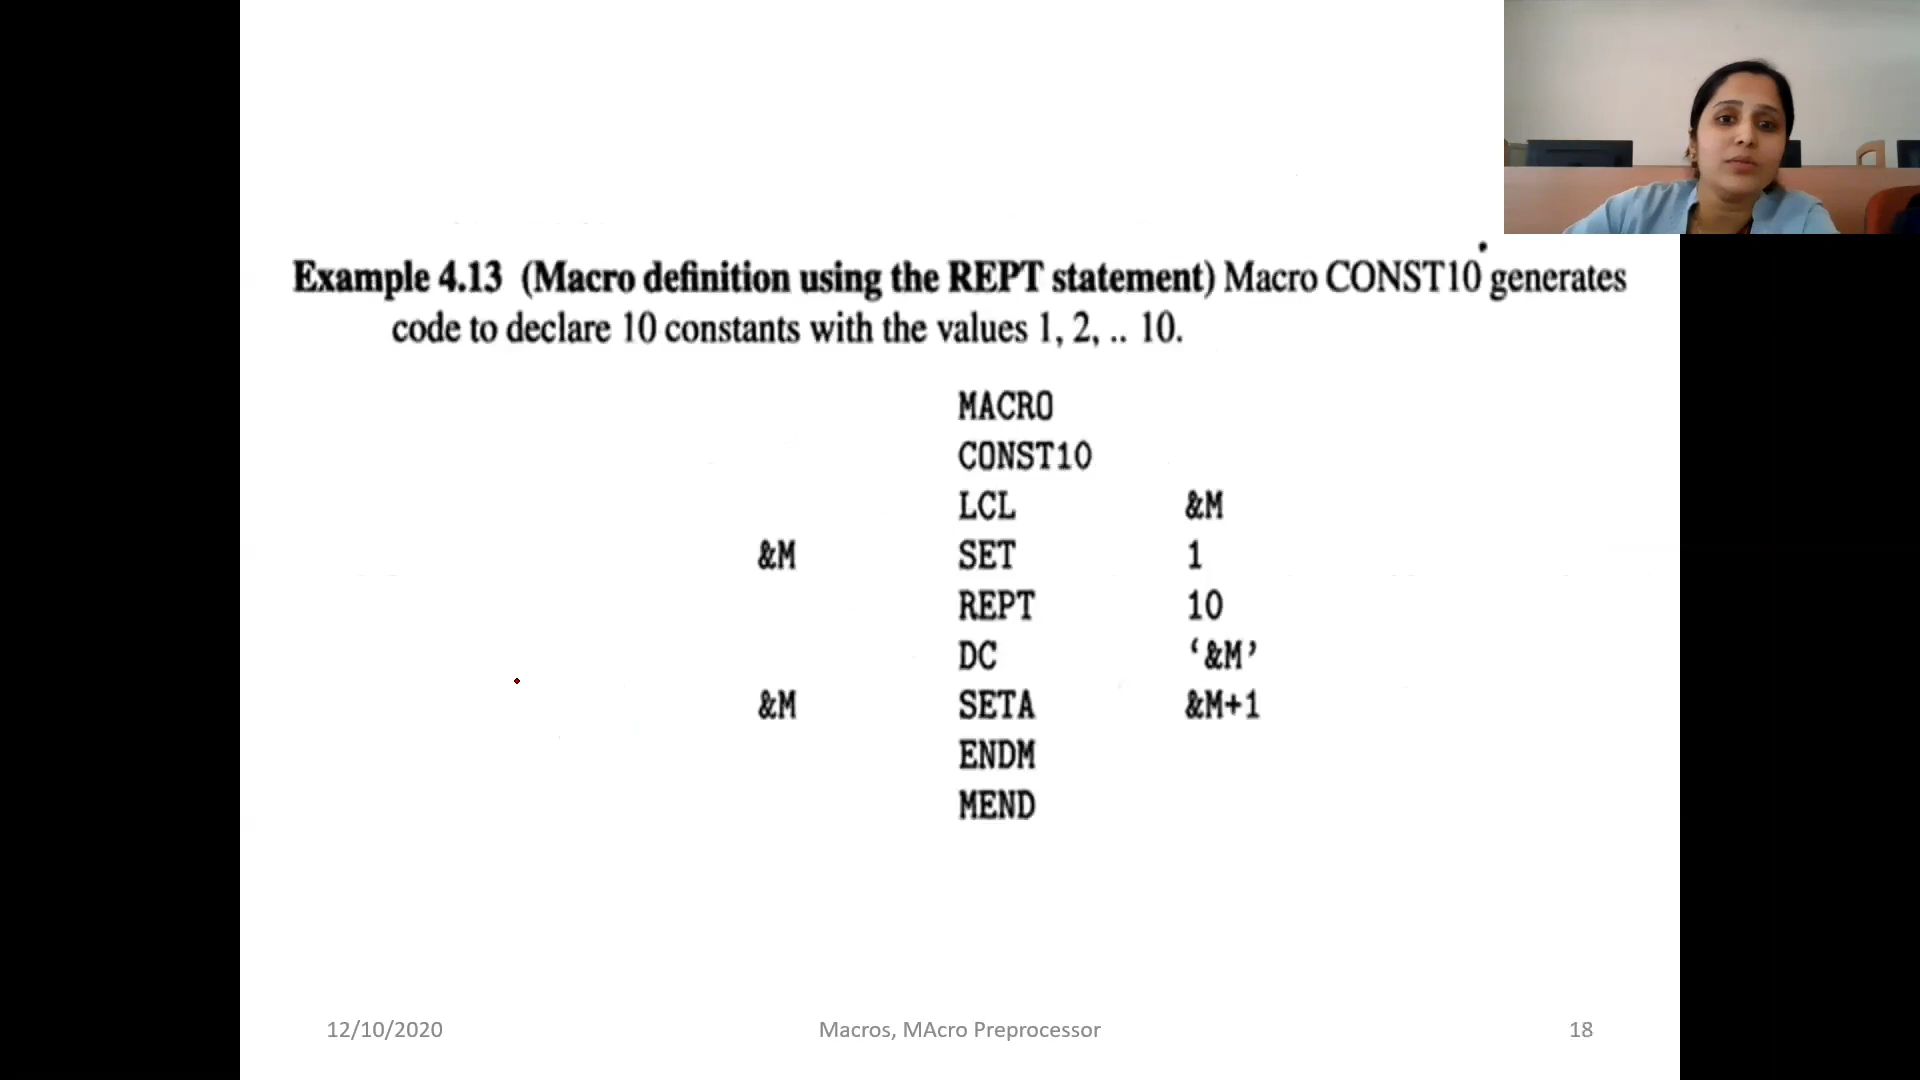 Example 4.13 (Macro definition using the REPT statement) Macro CONST10 generates
code to declare 10 constants with the values 1, 2, .. 10.
MACRO
CONST10
LCL &M
&M SET 1
REPT 10
DC ‘&M’
&M SETA &M+1
ENDM
MEND
12/10/2020 Macros, MAcro Preprocessor 18